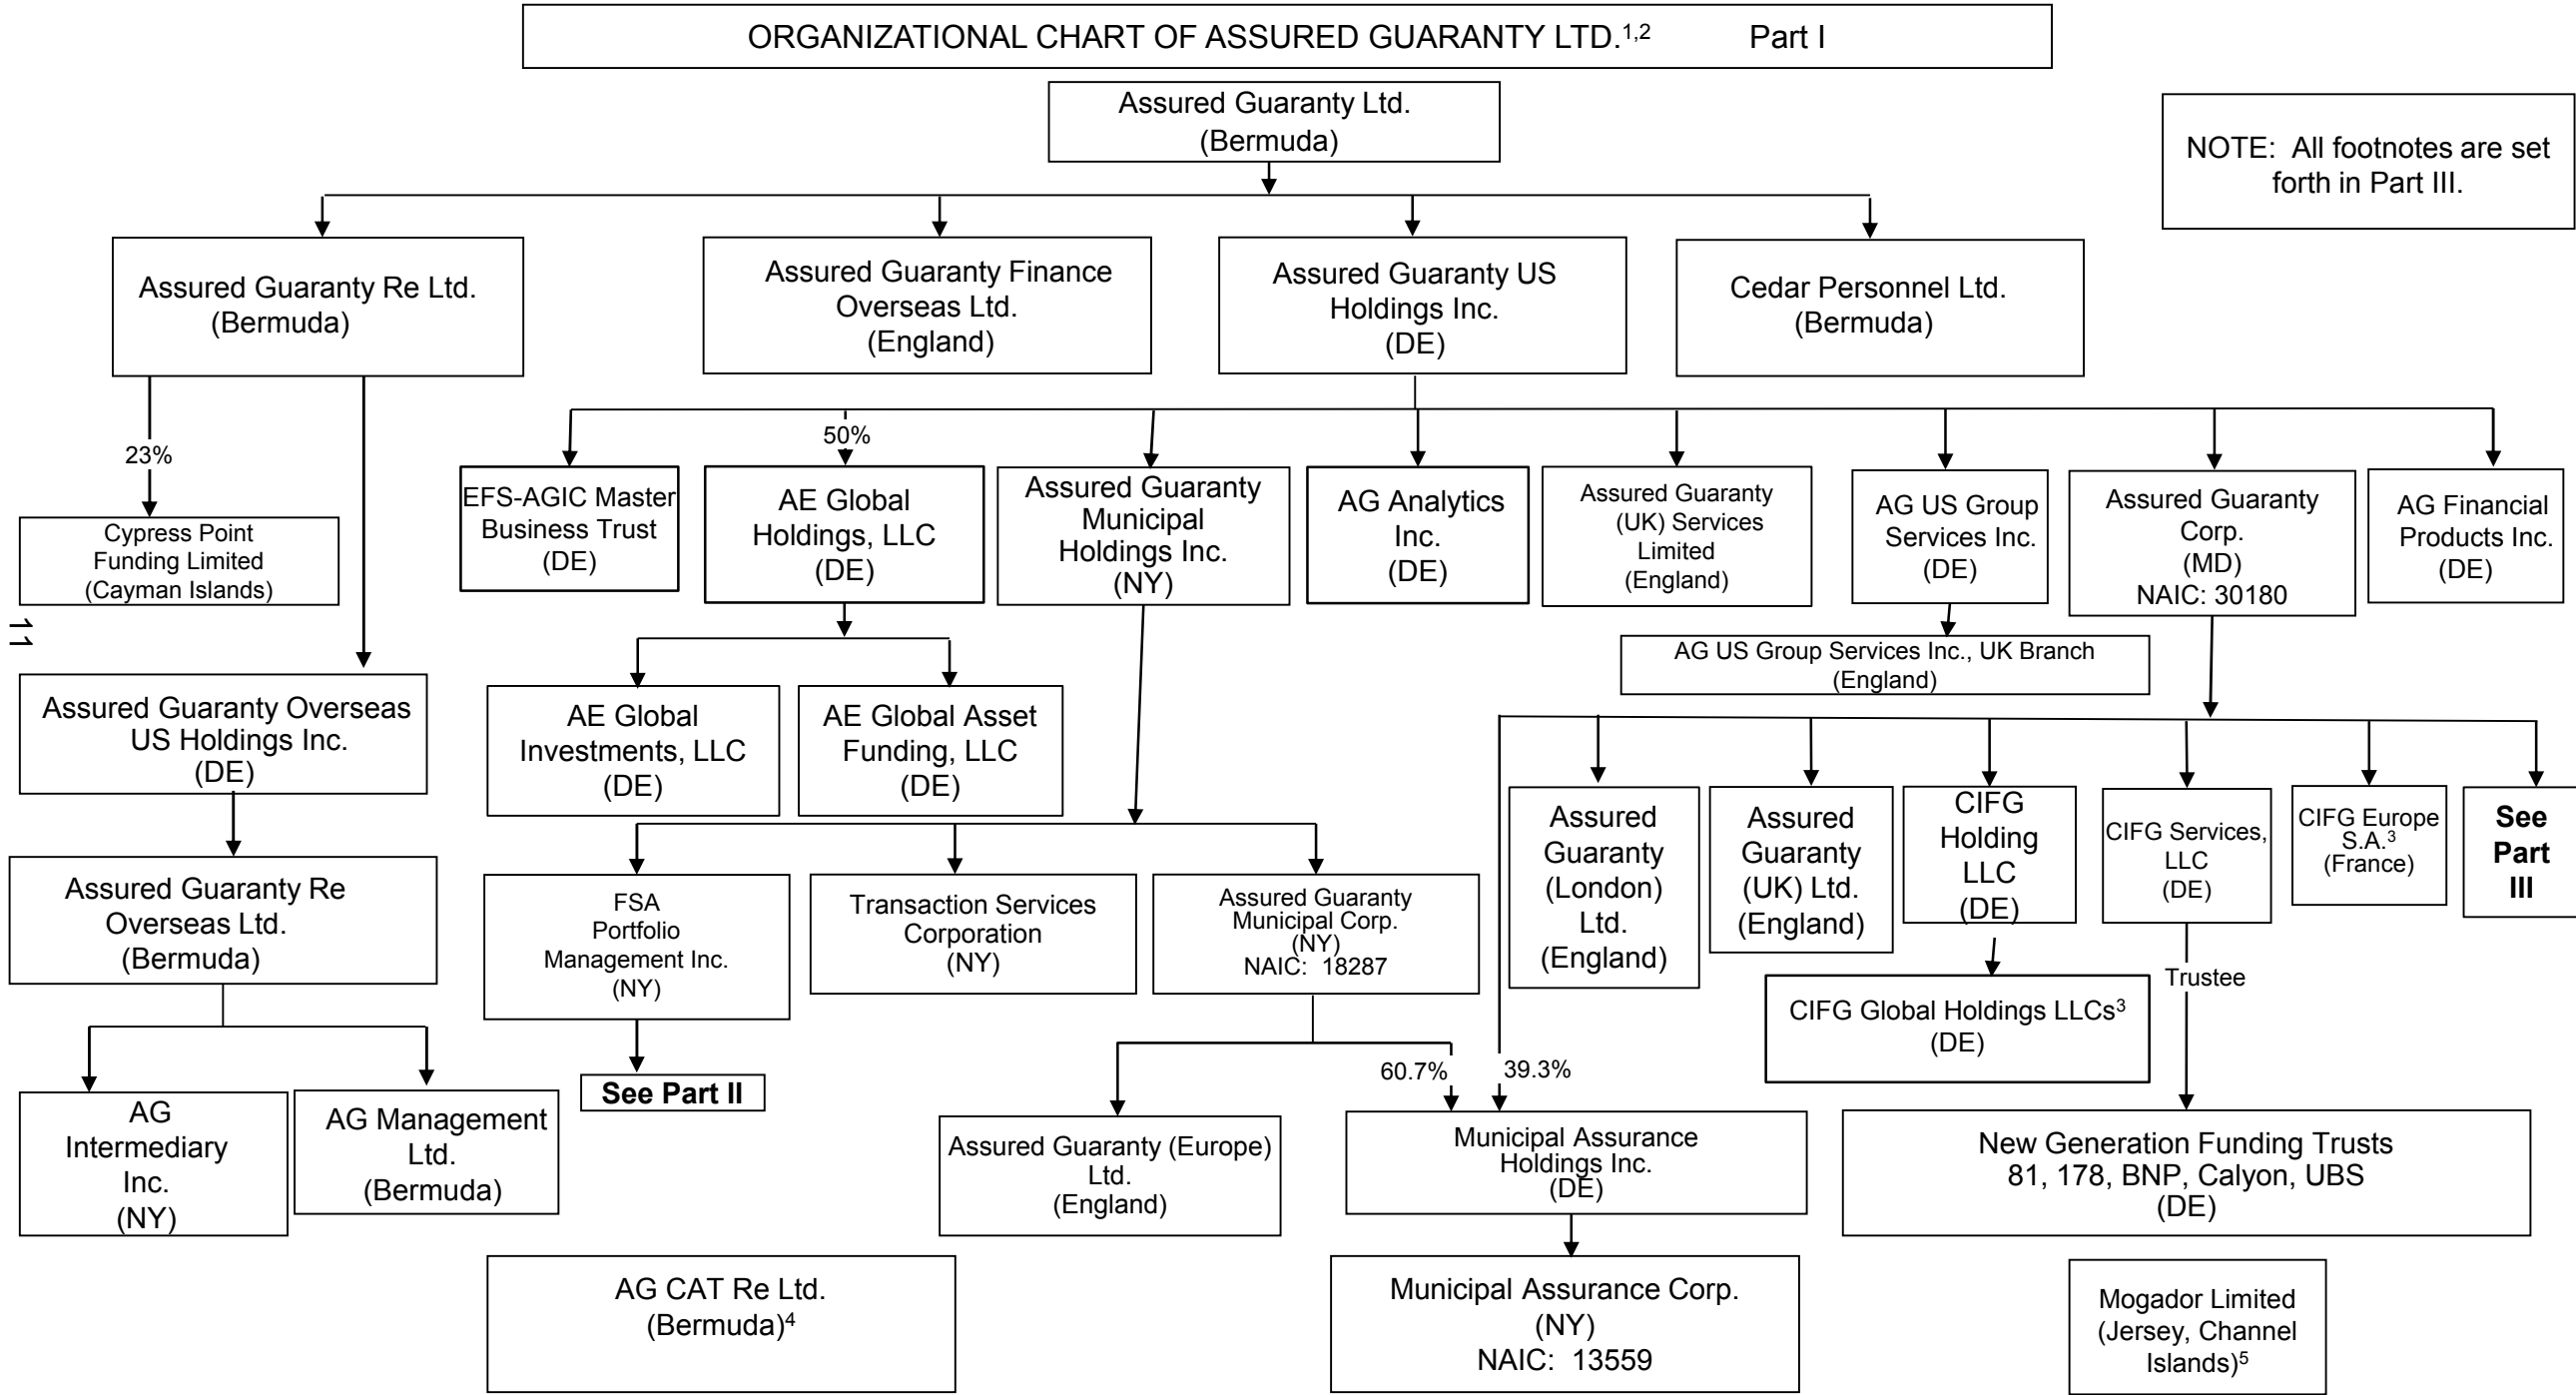 ORGANIZATIONAL CHART OF ASSURED GUARANTY LTD.1,2 Part I
Assured Guaranty Ltd.
(Bermuda)
NOTE: All footnotes are set
forth in Part III.
Assured Guaranty Re Ltd.
(Bermuda)
Assured Guaranty Finance
Overseas Ltd.
(England)
Assured Guaranty US
Holdings Inc.
(DE)
Cedar Personnel Ltd.
(Bermuda)
23%
50%
Cypress Point
Funding Limited
(Cayman Islands)
EFS-AGIC Master
Business Trust
(DE)
AE Global
Holdings, LLC
(DE)
Assured Guaranty
Municipal
Holdings Inc.
(NY)
AG Analytics
Inc.
(DE)
Assured Guaranty
(UK) Services
Limited
(England)
AG US Group
Services Inc.
(DE)
Assured Guaranty
Corp.
(MD)
NAIC: 30180
AG Financial
Products Inc.
(DE)
11
AG US Group Services Inc., UK Branch
(England)
Assured Guaranty Overseas
US Holdings Inc.
(DE)
AE Global
Investments, LLC
(DE)
AE Global Asset
Funding, LLC
(DE)
Assured
Guaranty
(London)
Ltd.
(England)
Assured
Guaranty
(UK) Ltd.
(England)
CIFG
Holding
LLC
(DE)
CIFG Services,
LLC
(DE)
CIFG Europe
S.A.3
(France)
See
Part
III
Assured Guaranty Re
Overseas Ltd.
(Bermuda)
FSA
Portfolio
Management Inc.
(NY)
Transaction Services
Corporation
(NY)
Assured Guaranty
Municipal Corp.
(NY)
NAIC: 18287
Trustee
CIFG Global Holdings LLCs3
(DE)
60.7%
39.3%
See Part II
AG
Intermediary
Inc.
(NY)
AG Management
Ltd.
(Bermuda)
Assured Guaranty (Europe)
Ltd.
(England)
Municipal Assurance
Holdings Inc.
(DE)
New Generation Funding Trusts
81, 178, BNP, Calyon, UBS
(DE)
AG CAT Re Ltd.
(Bermuda)4
Municipal Assurance Corp.
(NY)
NAIC: 13559
Mogador Limited
(Jersey, Channel
Islands)5